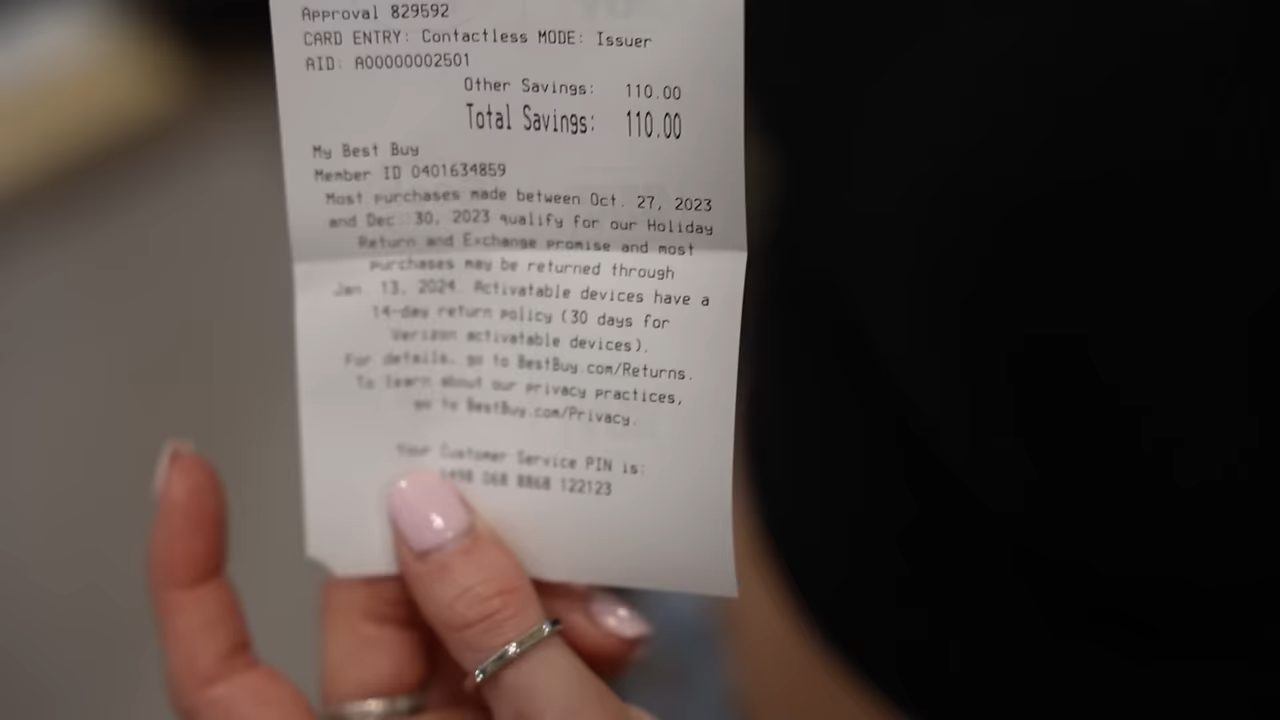 Approval 829592
CARD ENTRY: Contactless MODE: Issuer
AID: A00000002501
Other Savings: 110.00
Total Savings: 110.00
My Best Buy
Member ID 0401634859
Most purchases made between Oct. 27, 2023
and Dec. 30, 2023 qualify for our Holiday
Return and Exchange promise and most
purchases may be returned through
Jan. 13, 2024. Activatable devices have a
14-day return policy (30 days for
Verizon activatable devices).
For details, go to BestBuy.com/Returns.
To learn about our privacy practices,
go to BestBuy.com/Privacy.
Your Customer Service PIN is:
068 8868 122123